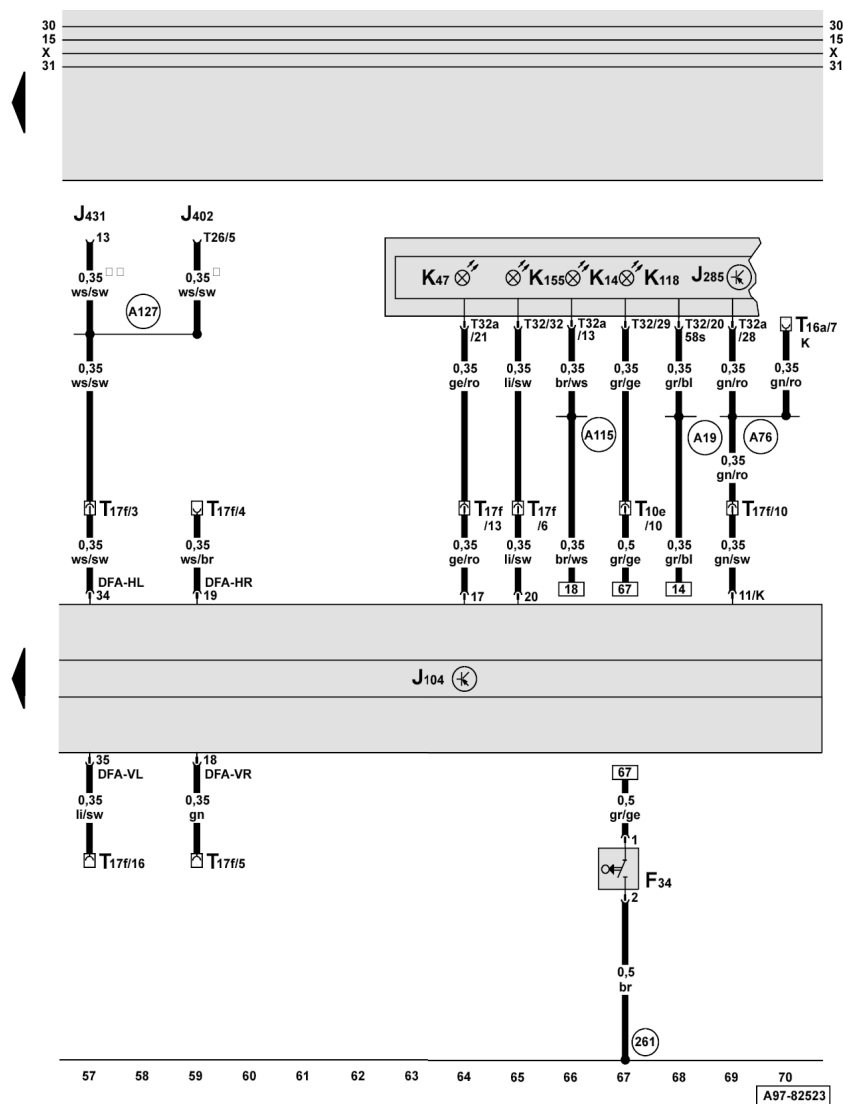 30 30
15 15
X X
31 31
J431 J402
13 T26/5
0,35 0,35
ws/sw ws/sw
A127
K47 K155 K14 K118 J285
T32a T32/32 T32a T32/29 T32/20 T32a T16a/7
/21 /13 58s /28 K
0,35 0,35 0,35 0,35 0,35 0,35 0,35 0,35
ws/sw ge/ro li/sw br/ws gr/ge gr/bl gn/ro gn/ro
A115 A19 A76
0,35
gn/ro
T17f/3 T17f/4 T17f T17f T10e T17f/10
/13 /6 /10
0,35 0,35 0,35 0,35 0,35 0,5 0,35 0,35
ws/sw ws/br ge/ro li/sw br/ws gr/ge gr/bl gn/sw
DFA-HL DFA-HR 18 67 14
34 19 17 20 11/K
J104
35 18
DFA-VL DFA-VR 67
0,35 0,35 0,5
li/sw gn gr/ge
1
T17f/16 T17f/5
F34
2
0,5
br
261
57 58 59 60 61 62 63 64 65 66 67 68 69 70
A97-82523